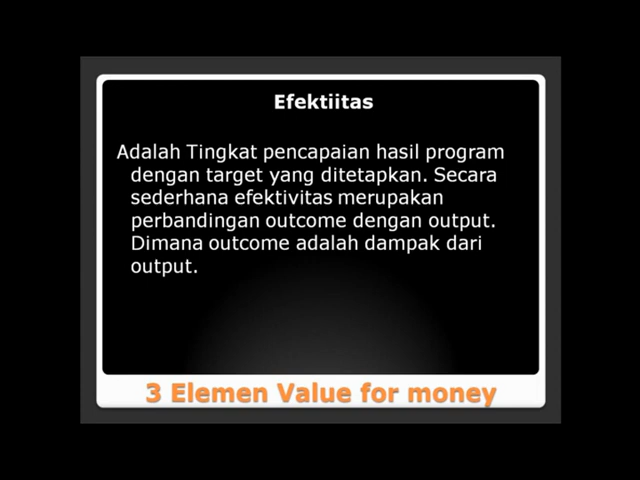 Efektiitas
Adalah Tingkat pencapaian hasil program
dengan target yang ditetapkan. Secara
sederhana efektivitas merupakan
perbandingan outcome dengan output.
Dimana outcome adalah dampak dari
output.
3 Elemen Value for money